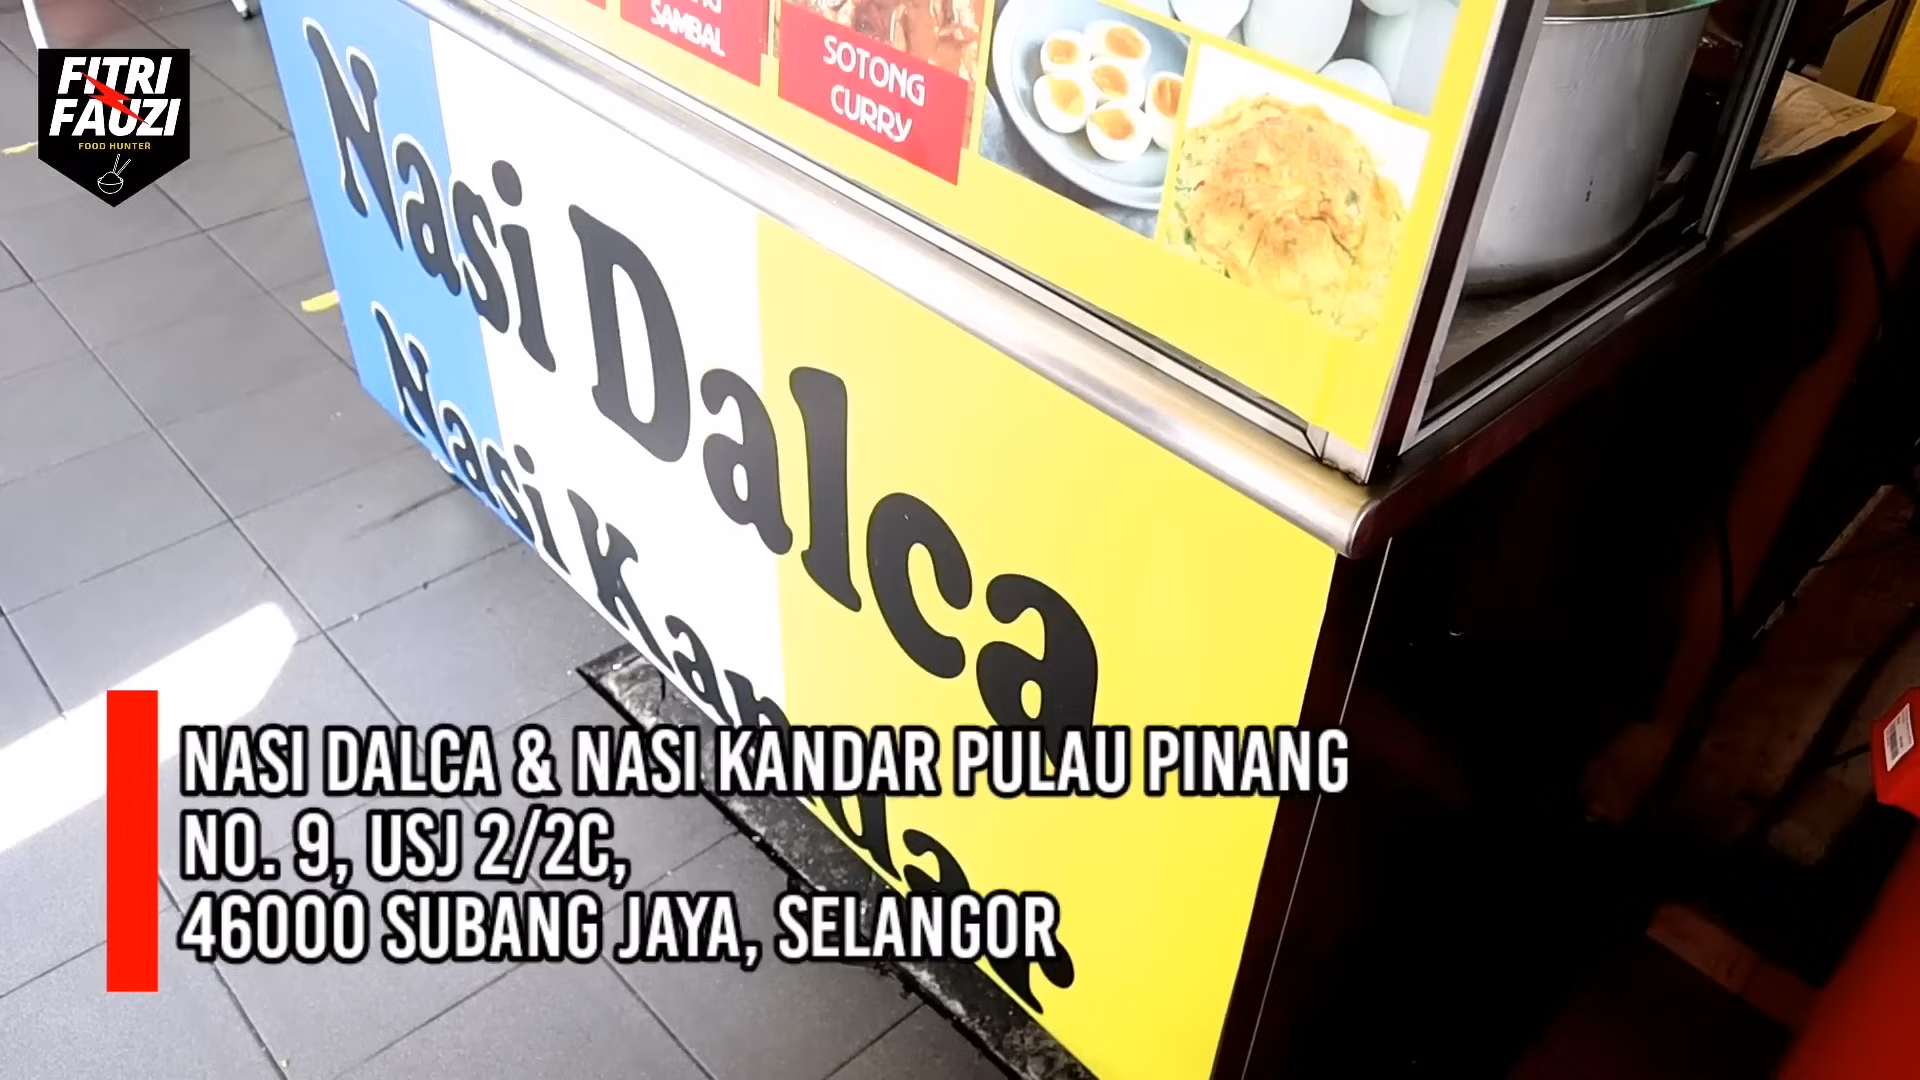 FITRI
FAUZI
FOOD HUNTER
SAMBAL
SOTONG
CURRY
Nasi Dalca
Nasi Kandar
NASI DALCA & NASI KANDAR PULAU PINANG
NO. 9, USJ 2/2C,
46000 SUBANG JAYA, SELANGOR